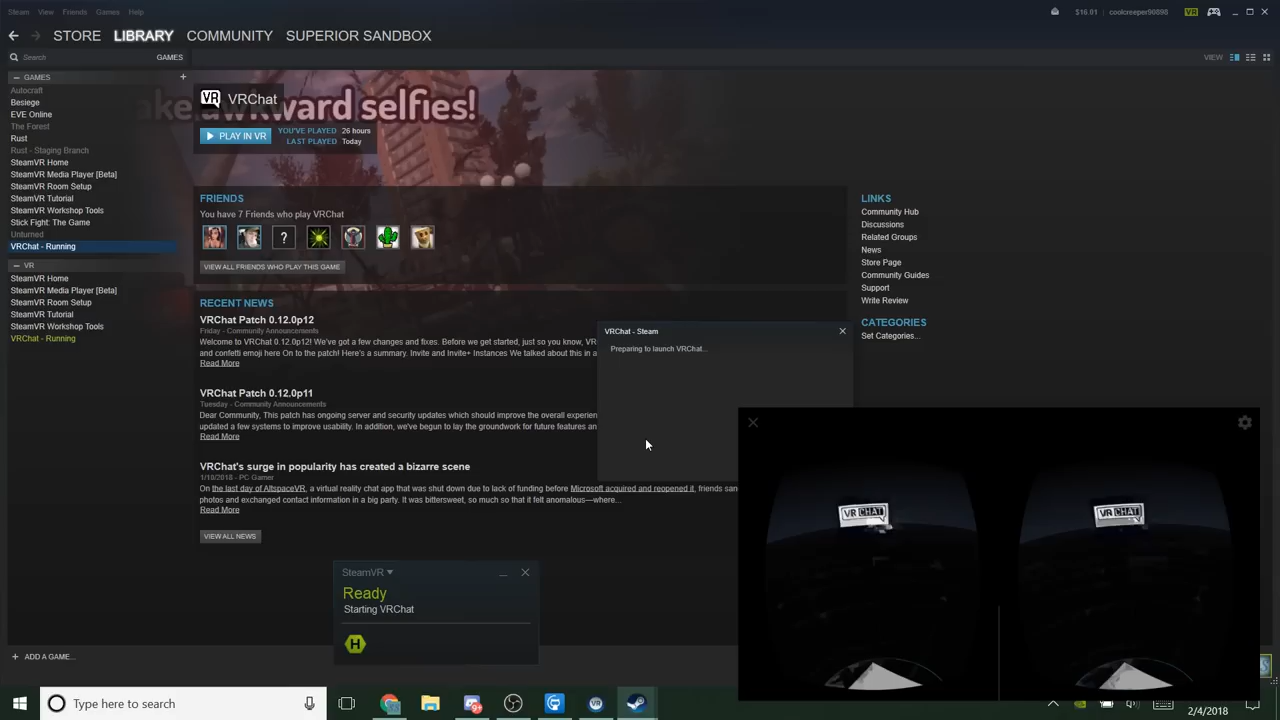 Steam View Friends Games Help
$16.01 coolcreeper90898 VR
STORE LIBRARY COMMUNITY SUPERIOR SANDBOX
Search GAMES
VIEW
GAMES
Autocraft
Besiege
EVE Online
The Forest
Rust
Rust - Staging Branch
SteamVR Home
SteamVR Media Player [Beta]
SteamVR Room Setup
SteamVR Tutorial
SteamVR Workshop Tools
Stick Fight: The Game
Unturned
VRChat - Running
VR
SteamVR Home
SteamVR Media Player [Beta]
SteamVR Room Setup
SteamVR Tutorial
SteamVR Workshop Tools
VRChat - Running
ADD A GAME...
awkward selfies!
VR VRChat
PLAY IN VR
YOU'VE PLAYED 26 hours
LAST PLAYED Today
FRIENDS
You have 7 Friends who play VRChat
?
VIEW ALL FRIENDS WHO PLAY THIS GAME
RECENT NEWS
VRChat Patch 0.12.0p12
Friday - Community Announcements
Welcome to VRChat 0.12.0p12! We've got a few changes and fixes. Before we get started, just so you know, VR
and confetti emoji here On to the patch! Here's a summary. Invite and Invite+ Instances We talked about this in a
Read More
VRChat Patch 0.12.0p11
Tuesday - Community Announcements
Dear Community, This patch has ongoing server and security updates which should improve the overall experien
updated a few systems to improve usability. In addition, we've begun to lay the groundwork for future features an
Read More
VRChat's surge in popularity has created a bizarre scene
1/10/2018 - PC Gamer
On the last day of AltspaceVR, a virtual reality chat app that was shut down due to lack of funding before Microsoft acquired and reopened it, friends san
photos and exchanged contact information in a big party. It was bittersweet, so much so that it felt anomalous—where...
Read More
VIEW ALL NEWS
LINKS
Community Hub
Discussions
Related Groups
News
Store Page
Community Guides
Support
Write Review
CATEGORIES
Set Categories...
VRChat - Steam
Preparing to launch VRChat...
SteamVR
Ready
Starting VRChat
H
VR CHAT
VR CHAT
Type here to search
2/4/2018